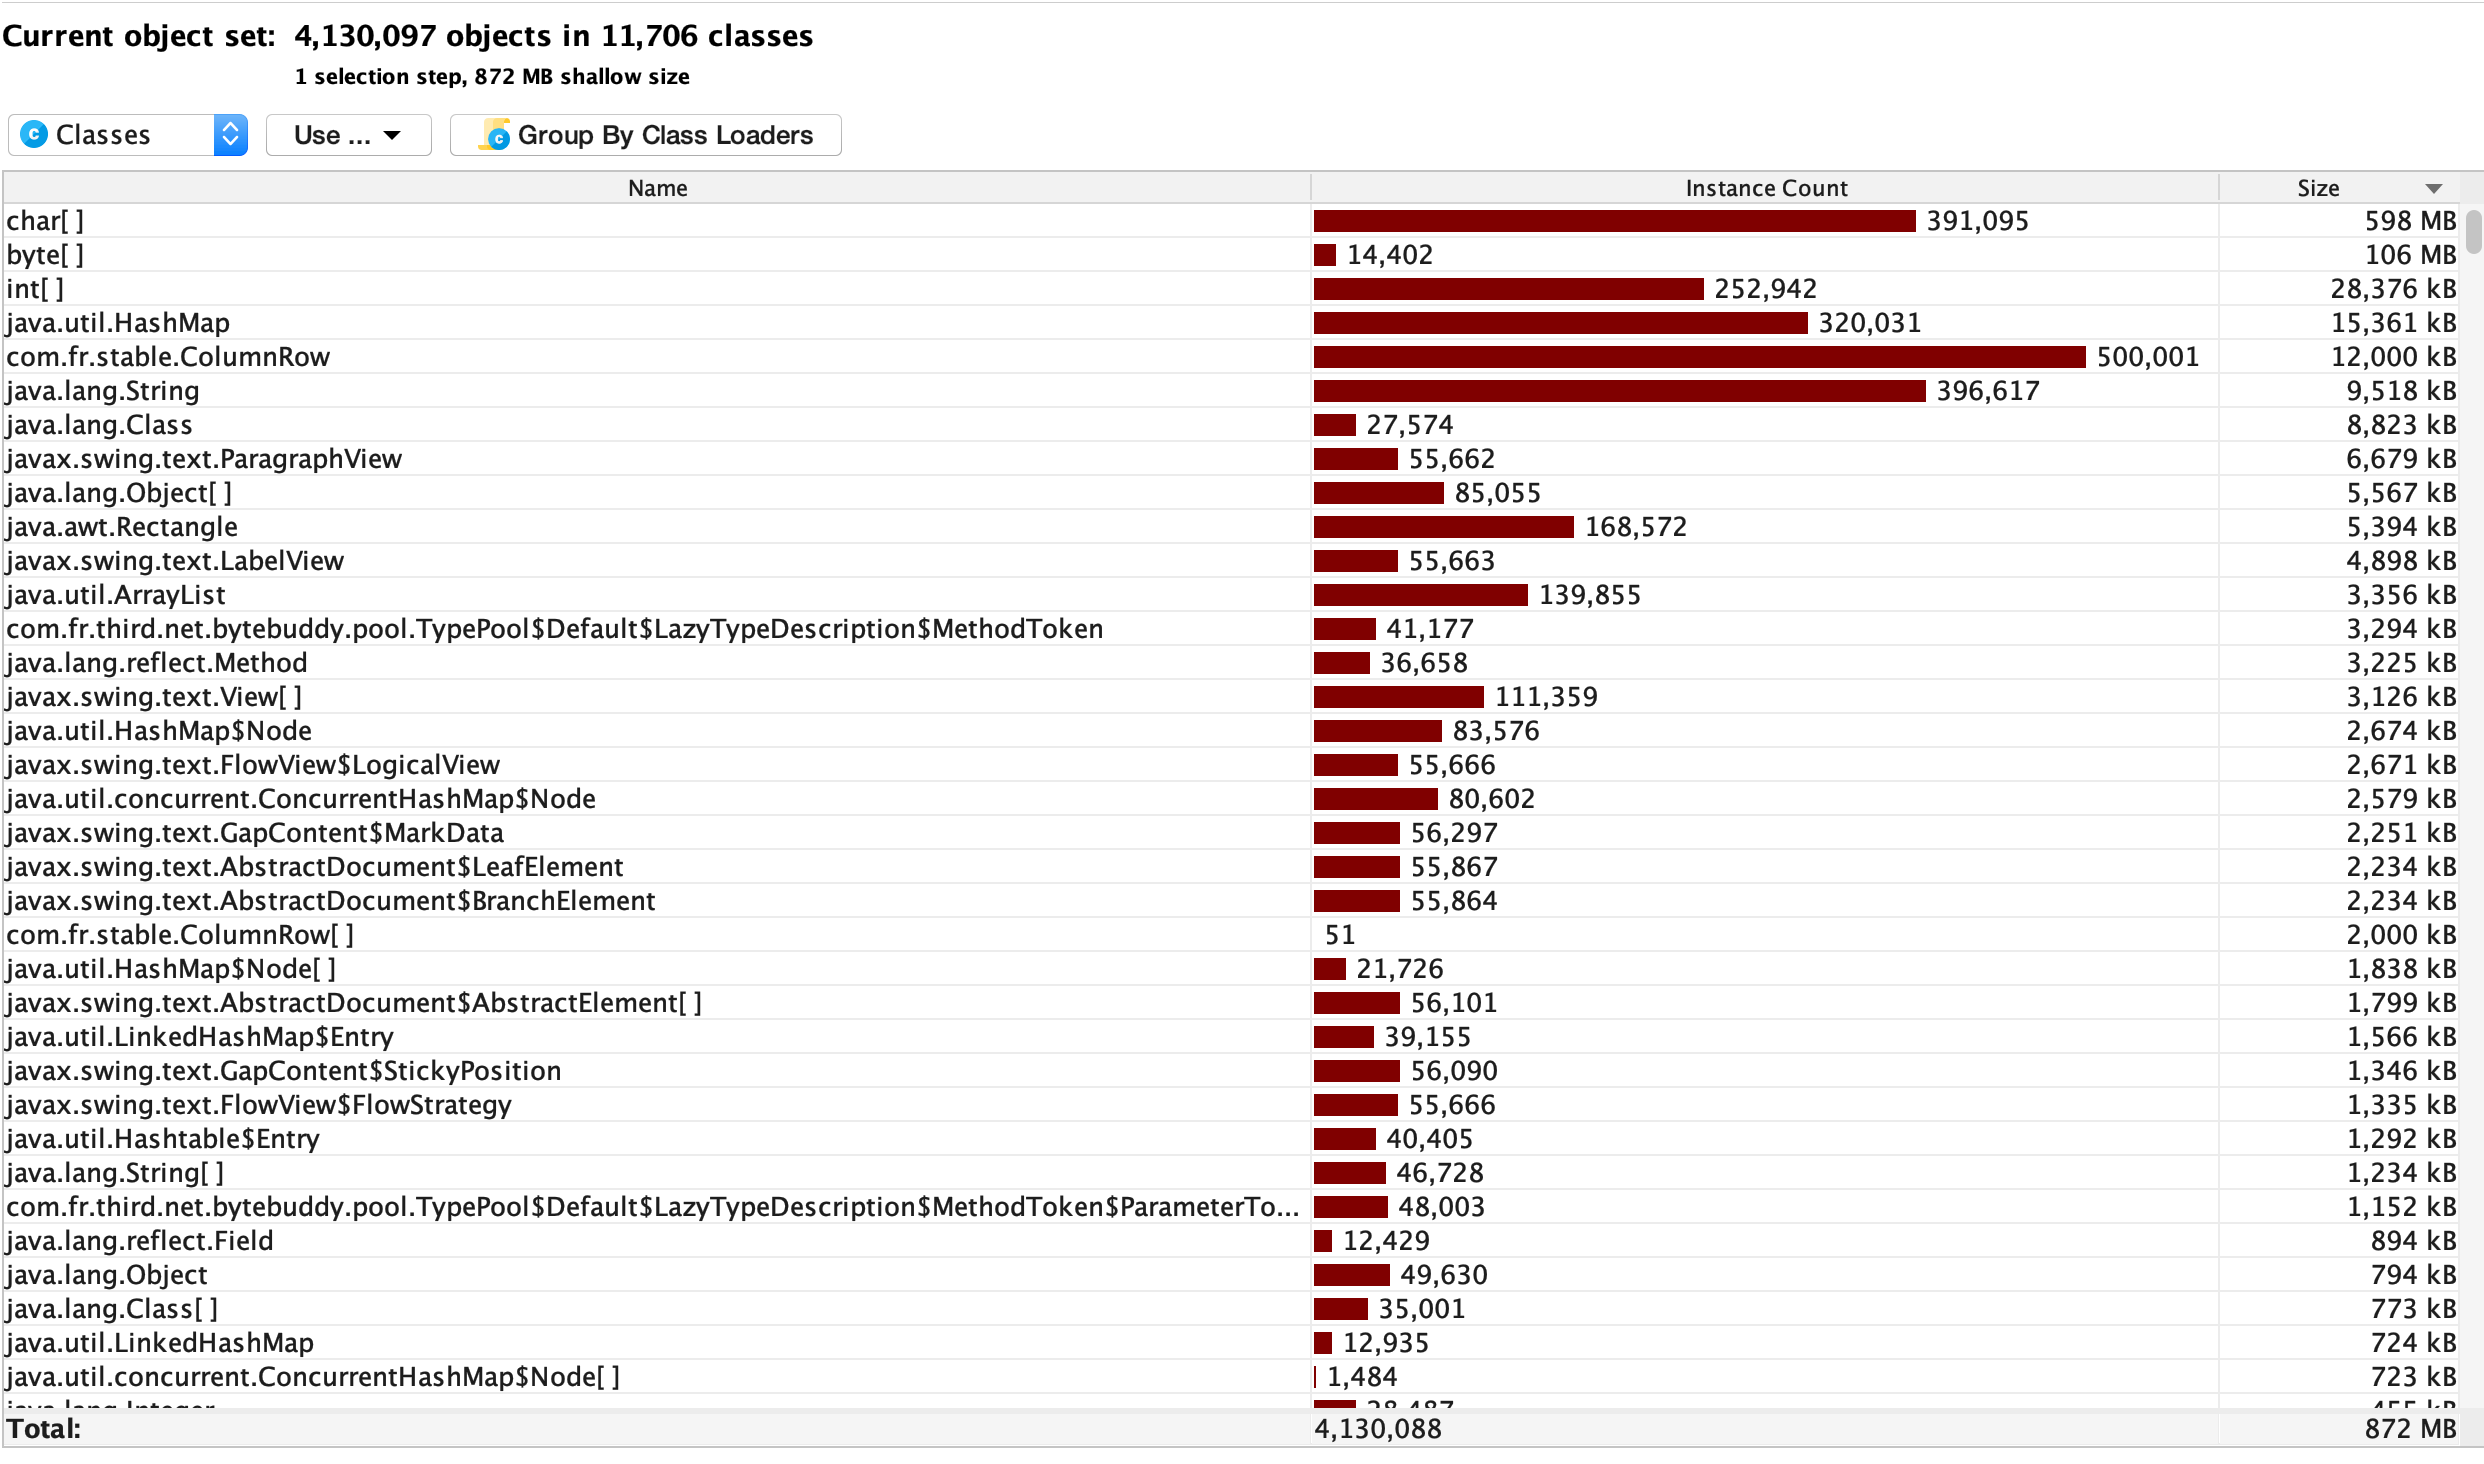 Current object set: 4,130,097 objects in 11,706 classes
1 selection step, 872 MB shallow size
Classes Use ... Group By Class Loaders
Name Instance Count Size
char[ ] 391,095 598 MB
byte[ ] 14,402 106 MB
int[ ] 252,942 28,376 kB
java.util.HashMap 320,031 15,361 kB
com.fr.stable.ColumnRow 500,001 12,000 kB
java.lang.String 396,617 9,518 kB
java.lang.Class 27,574 8,823 kB
javax.swing.text.ParagraphView 55,662 6,679 kB
java.lang.Object[ ] 85,055 5,567 kB
java.awt.Rectangle 168,572 5,394 kB
javax.swing.text.LabelView 55,663 4,898 kB
java.util.ArrayList 139,855 3,356 kB
com.fr.third.net.bytebuddy.pool.TypePool$Default$LazyTypeDescription$MethodToken 41,177 3,294 kB
java.lang.reflect.Method 36,658 3,225 kB
javax.swing.text.View[ ] 111,359 3,126 kB
java.util.HashMap$Node 83,576 2,674 kB
javax.swing.text.FlowView$LogicalView 55,666 2,671 kB
java.util.concurrent.ConcurrentHashMap$Node 80,602 2,579 kB
javax.swing.text.GapContent$MarkData 56,297 2,251 kB
javax.swing.text.AbstractDocument$LeafElement 55,867 2,234 kB
javax.swing.text.AbstractDocument$BranchElement 55,864 2,234 kB
com.fr.stable.ColumnRow[ ] 51 2,000 kB
java.util.HashMap$Node[ ] 21,726 1,838 kB
javax.swing.text.AbstractDocument$AbstractElement[ ] 56,101 1,799 kB
java.util.LinkedHashMap$Entry 39,155 1,566 kB
javax.swing.text.GapContent$StickyPosition 56,090 1,346 kB
javax.swing.text.FlowView$FlowStrategy 55,666 1,335 kB
java.util.Hashtable$Entry 40,405 1,292 kB
java.lang.String[ ] 46,728 1,234 kB
com.fr.third.net.bytebuddy.pool.TypePool$Default$LazyTypeDescription$MethodToken$ParameterTo... 48,003 1,152 kB
java.lang.reflect.Field 12,429 894 kB
java.lang.Object 49,630 794 kB
java.lang.Class[ ] 35,001 773 kB
java.util.LinkedHashMap 12,935 724 kB
java.util.concurrent.ConcurrentHashMap$Node[ ] 1,484 723 kB
java.lang.Integer
Total: 4,130,088 872 MB